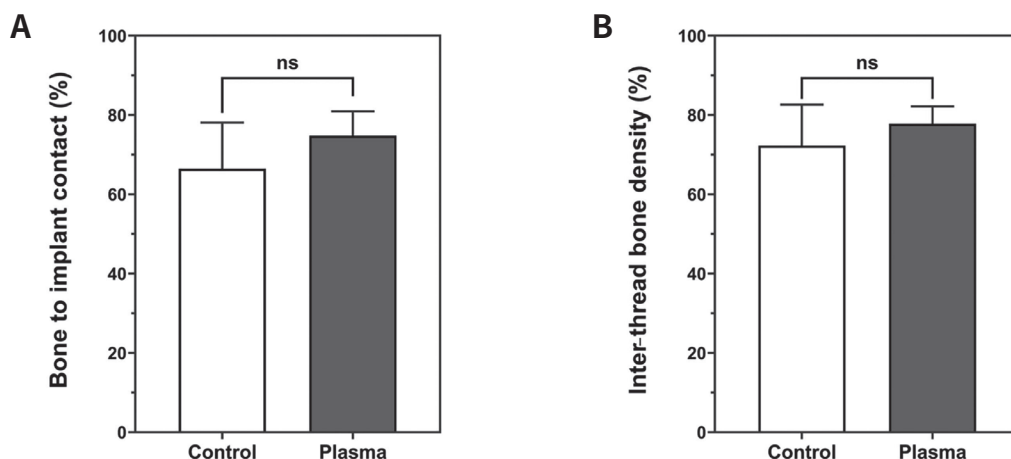 A
Bone to implant contact (%)
100
80
60
40
20
0
ns
Control
Plasma
B
Inter-thread bone density (%)
100
80
60
40
20
0
ns
Control
Plasma